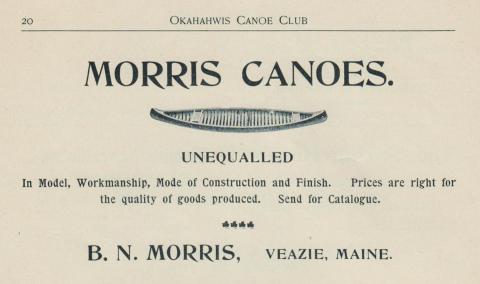 20 OKAHAHWIS CANOE CLUB
MORRIS CANOES.
UNEQUALLED
In Model, Workmanship, Mode of Construction and Finish. Prices are right for
the quality of goods produced. Send for Catalogue.
B. N. MORRIS, VEAZIE, MAINE.